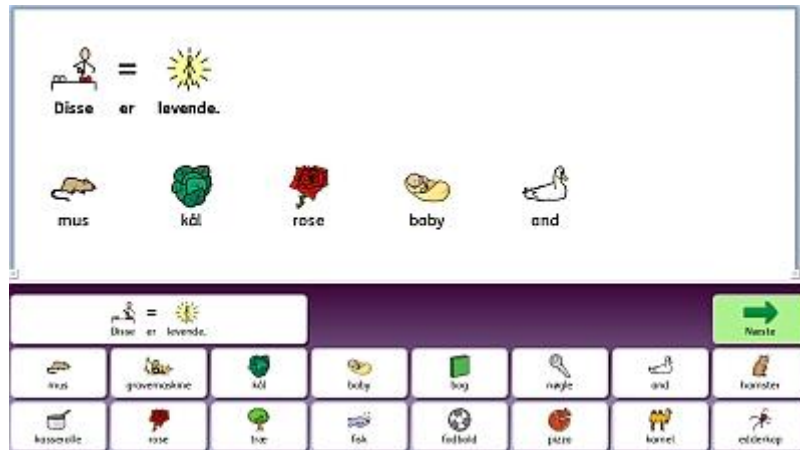 Disse er levende.
mus kål rose baby and
Disse er levende.
Næste
mus gravemaskine kål baby bog nøgle and hamster
kasserolle rose træ fisk fodbold pizza kamel edderkop